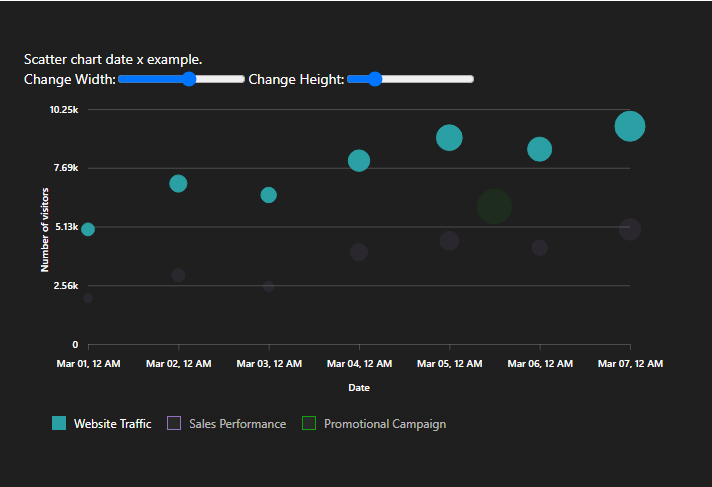 Scatter chart date x example.
Change Width: Change Height:
10.25k
7.69k
5.13k
2.56k
0
Number of visitors
Mar 01, 12 AM Mar 02, 12 AM Mar 03, 12 AM Mar 04, 12 AM Mar 05, 12 AM Mar 06, 12 AM Mar 07, 12 AM
Date
Website Traffic Sales Performance Promotional Campaign